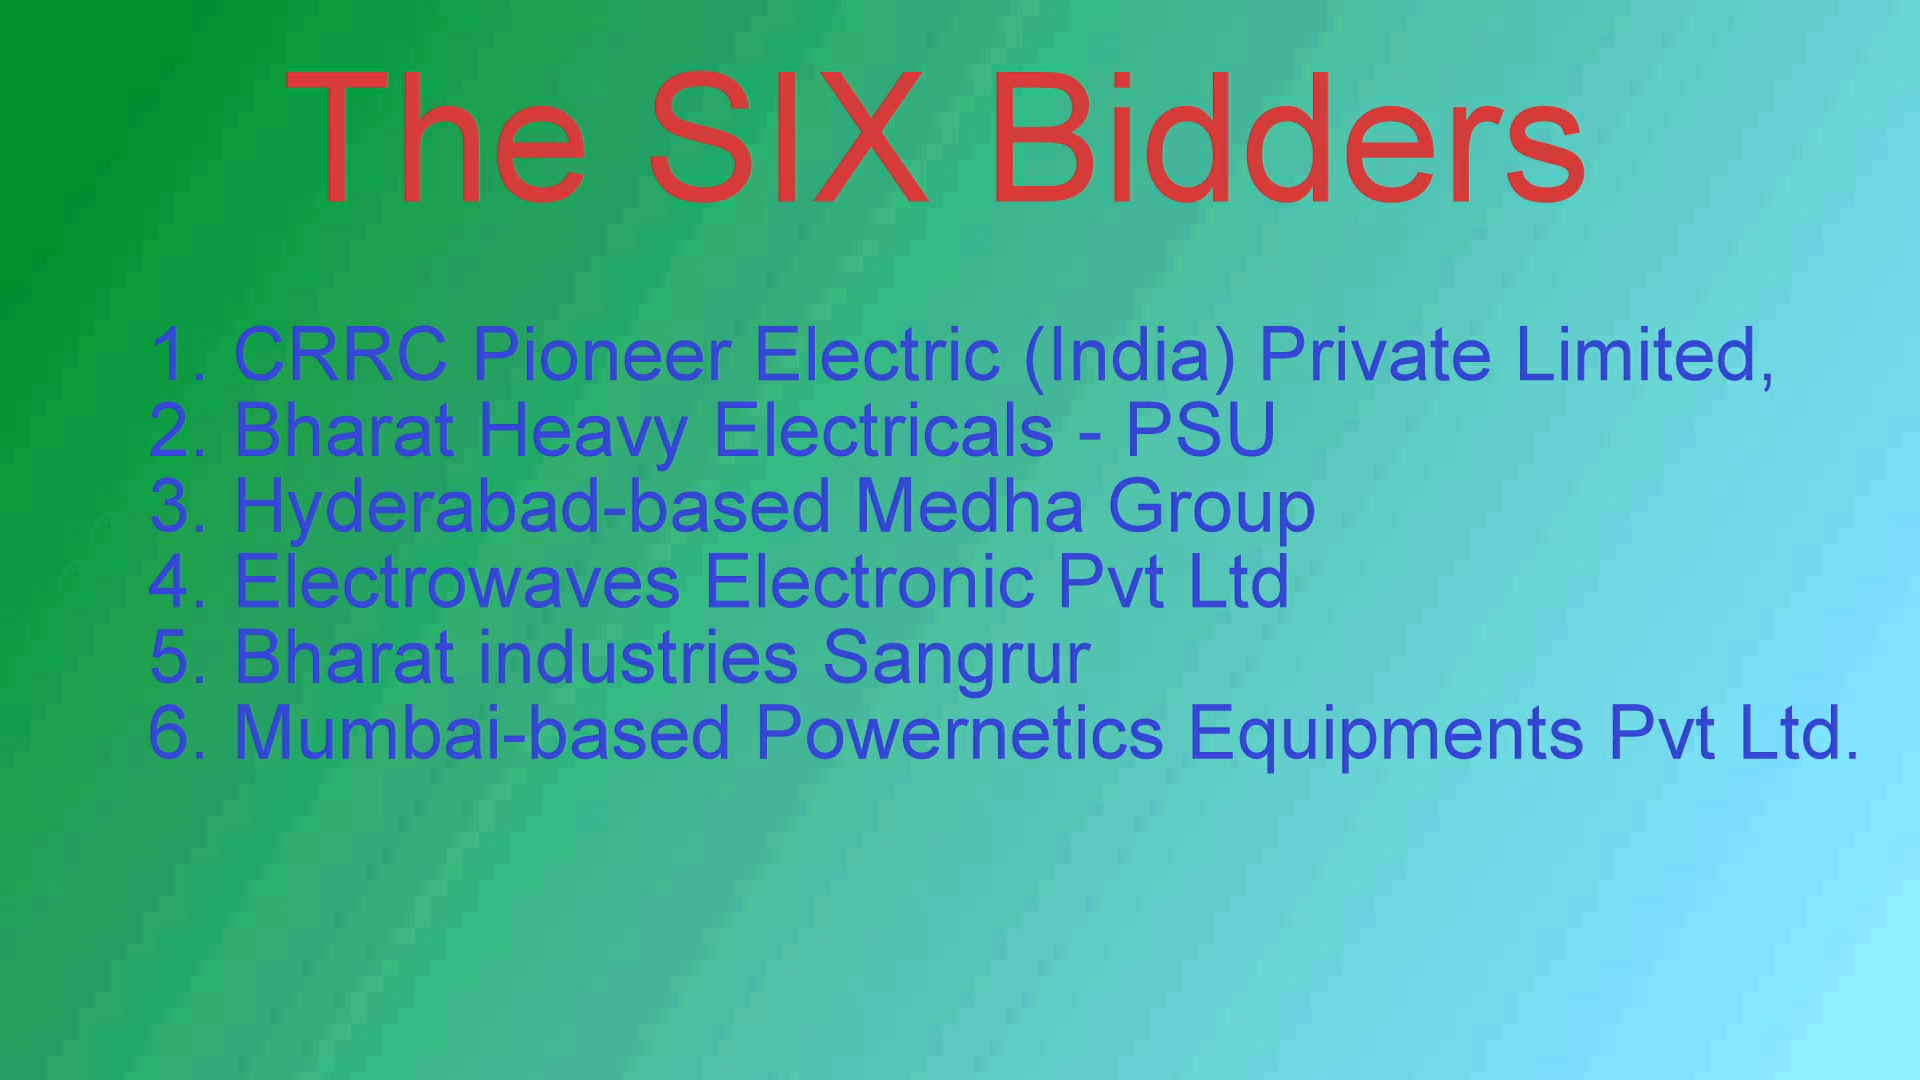 The SIX Bidders
1. CRRC Pioneer Electric (India) Private Limited,
2. Bharat Heavy Electricals - PSU
3. Hyderabad-based Medha Group
4. Electrowaves Electronic Pvt Ltd
5. Bharat industries Sangrur
6. Mumbai-based Powernetics Equipments Pvt Ltd.